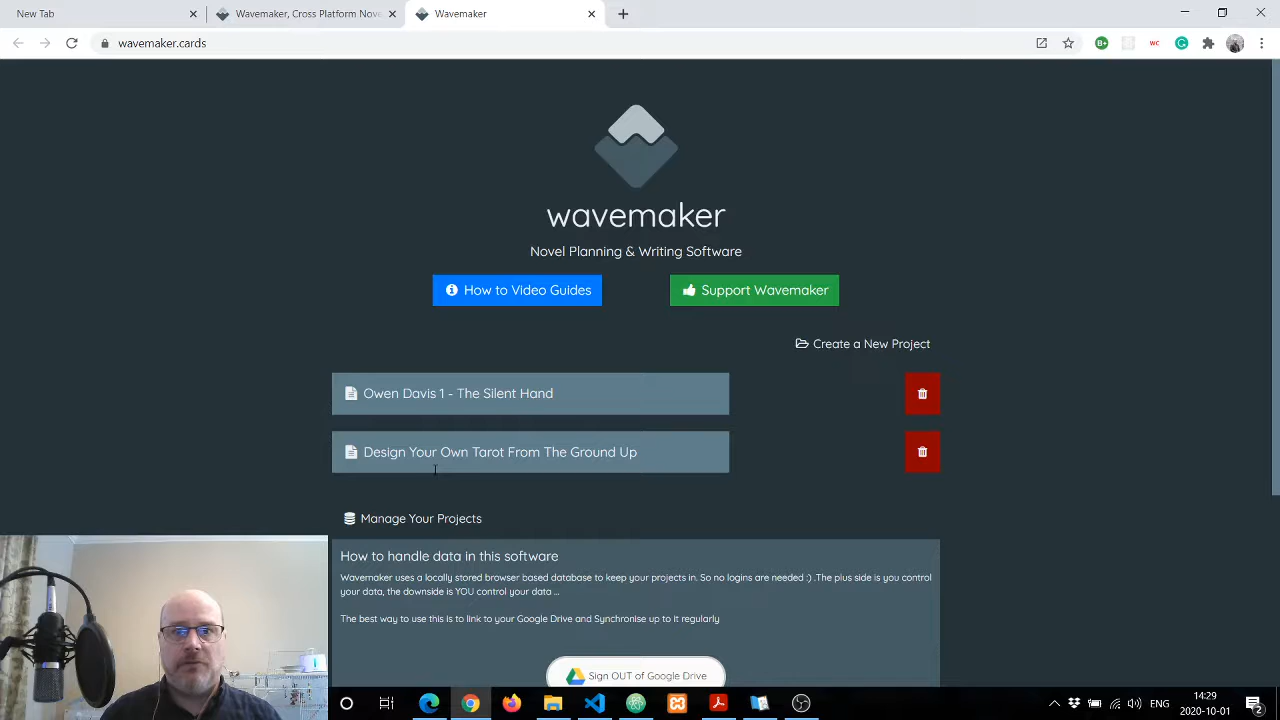 New Tab
Wavemaker, Cross Platform Nove
Wavemaker
wavemaker.cards
B+
WC
wavemaker
Novel Planning & Writing Software
How to Video Guides
Support Wavemaker
Create a New Project
Owen Davis 1 - The Silent Hand
Design Your Own Tarot From The Ground Up
Manage Your Projects
How to handle data in this software
Wavemaker uses a locally stored browser based database to keep your projects in. So no logins are needed :) .The plus side is you control
your data, the downside is YOU control your data ...
The best way to use this is to link to your Google Drive and Synchronise up to it regularly
Sign OUT of Google Drive
ENG
14:29
2020-10-01
2